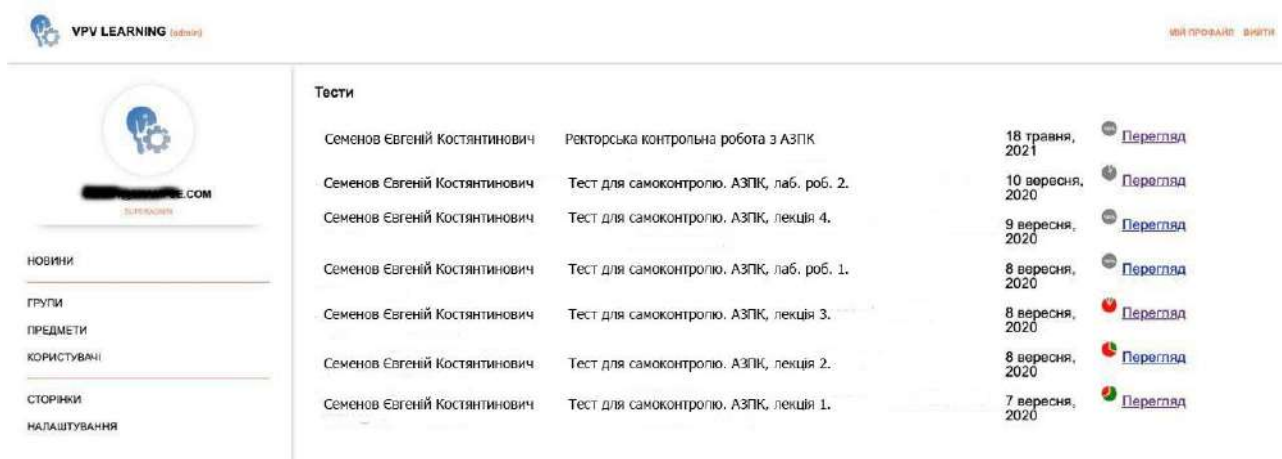 VPV LEARNING (admin)
МІЙ ПРОФАЙЛ ВИЙТИ
E.COM
SUPERADMIN
НОВИНИ
ГРУПИ
ПРЕДМЕТИ
КОРИСТУВАЧІ
СТОРІНКИ
НАЛАШТУВАННЯ
Тести
Семенов Євгеній Костянтинович Ректорська контрольна робота з АЗПК 18 травня, Перегляд
2021
Семенов Євгеній Костянтинович Тест для самоконтролю. АЗПК, лаб. роб. 2. 10 вересня, Перегляд
2020
Семенов Євгеній Костянтинович Тест для самоконтролю. АЗПК, лекція 4. 9 вересня, Перегляд
2020
Семенов Євгеній Костянтинович Тест для самоконтролю. АЗПК, лаб. роб. 1. 8 вересня, Перегляд
2020
Семенов Євгеній Костянтинович Тест для самоконтролю. АЗПК, лекція 3. 8 вересня, Перегляд
2020
Семенов Євгеній Костянтинович Тест для самоконтролю. АЗПК, лекція 2. 8 вересня, Перегляд
2020
Семенов Євгеній Костянтинович Тест для самоконтролю. АЗПК, лекція 1. 7 вересня, Перегляд
2020